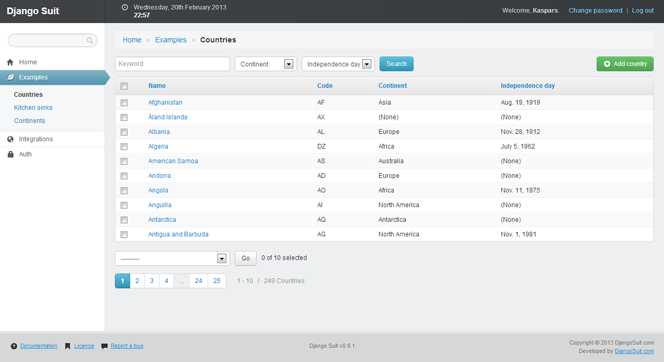 Django Suit
Wednesday, 20th February 2013
22:57
Welcome, Kaspars. Change password | Log out
Home » Examples » Countries
Home
Examples
Countries
Kitchen sinks
Continents
Integrations
Auth
Keyword Continent Independence day Search Add country
Name Code Continent Independence day
Afghanistan AF Asia Aug. 19, 1919
Åland Islands AX (None) (None)
Albania AL Europe Nov. 28, 1912
Algeria DZ Africa July 5, 1962
American Samoa AS Australia (None)
Andorra AD Europe (None)
Angola AO Africa Nov. 11, 1975
Anguilla AI North America (None)
Antarctica AQ Antarctica (None)
Antigua and Barbuda AG North America Nov. 1, 1981
--------- Go 0 of 10 selected
1 2 3 4 ... 24 25 1 - 10 / 249 Countries
Documentation Licence Report a bug
Django Suit v0.9.1
Copyright © 2013 DjangoSuit.com
Developed by DjangoSuit.com